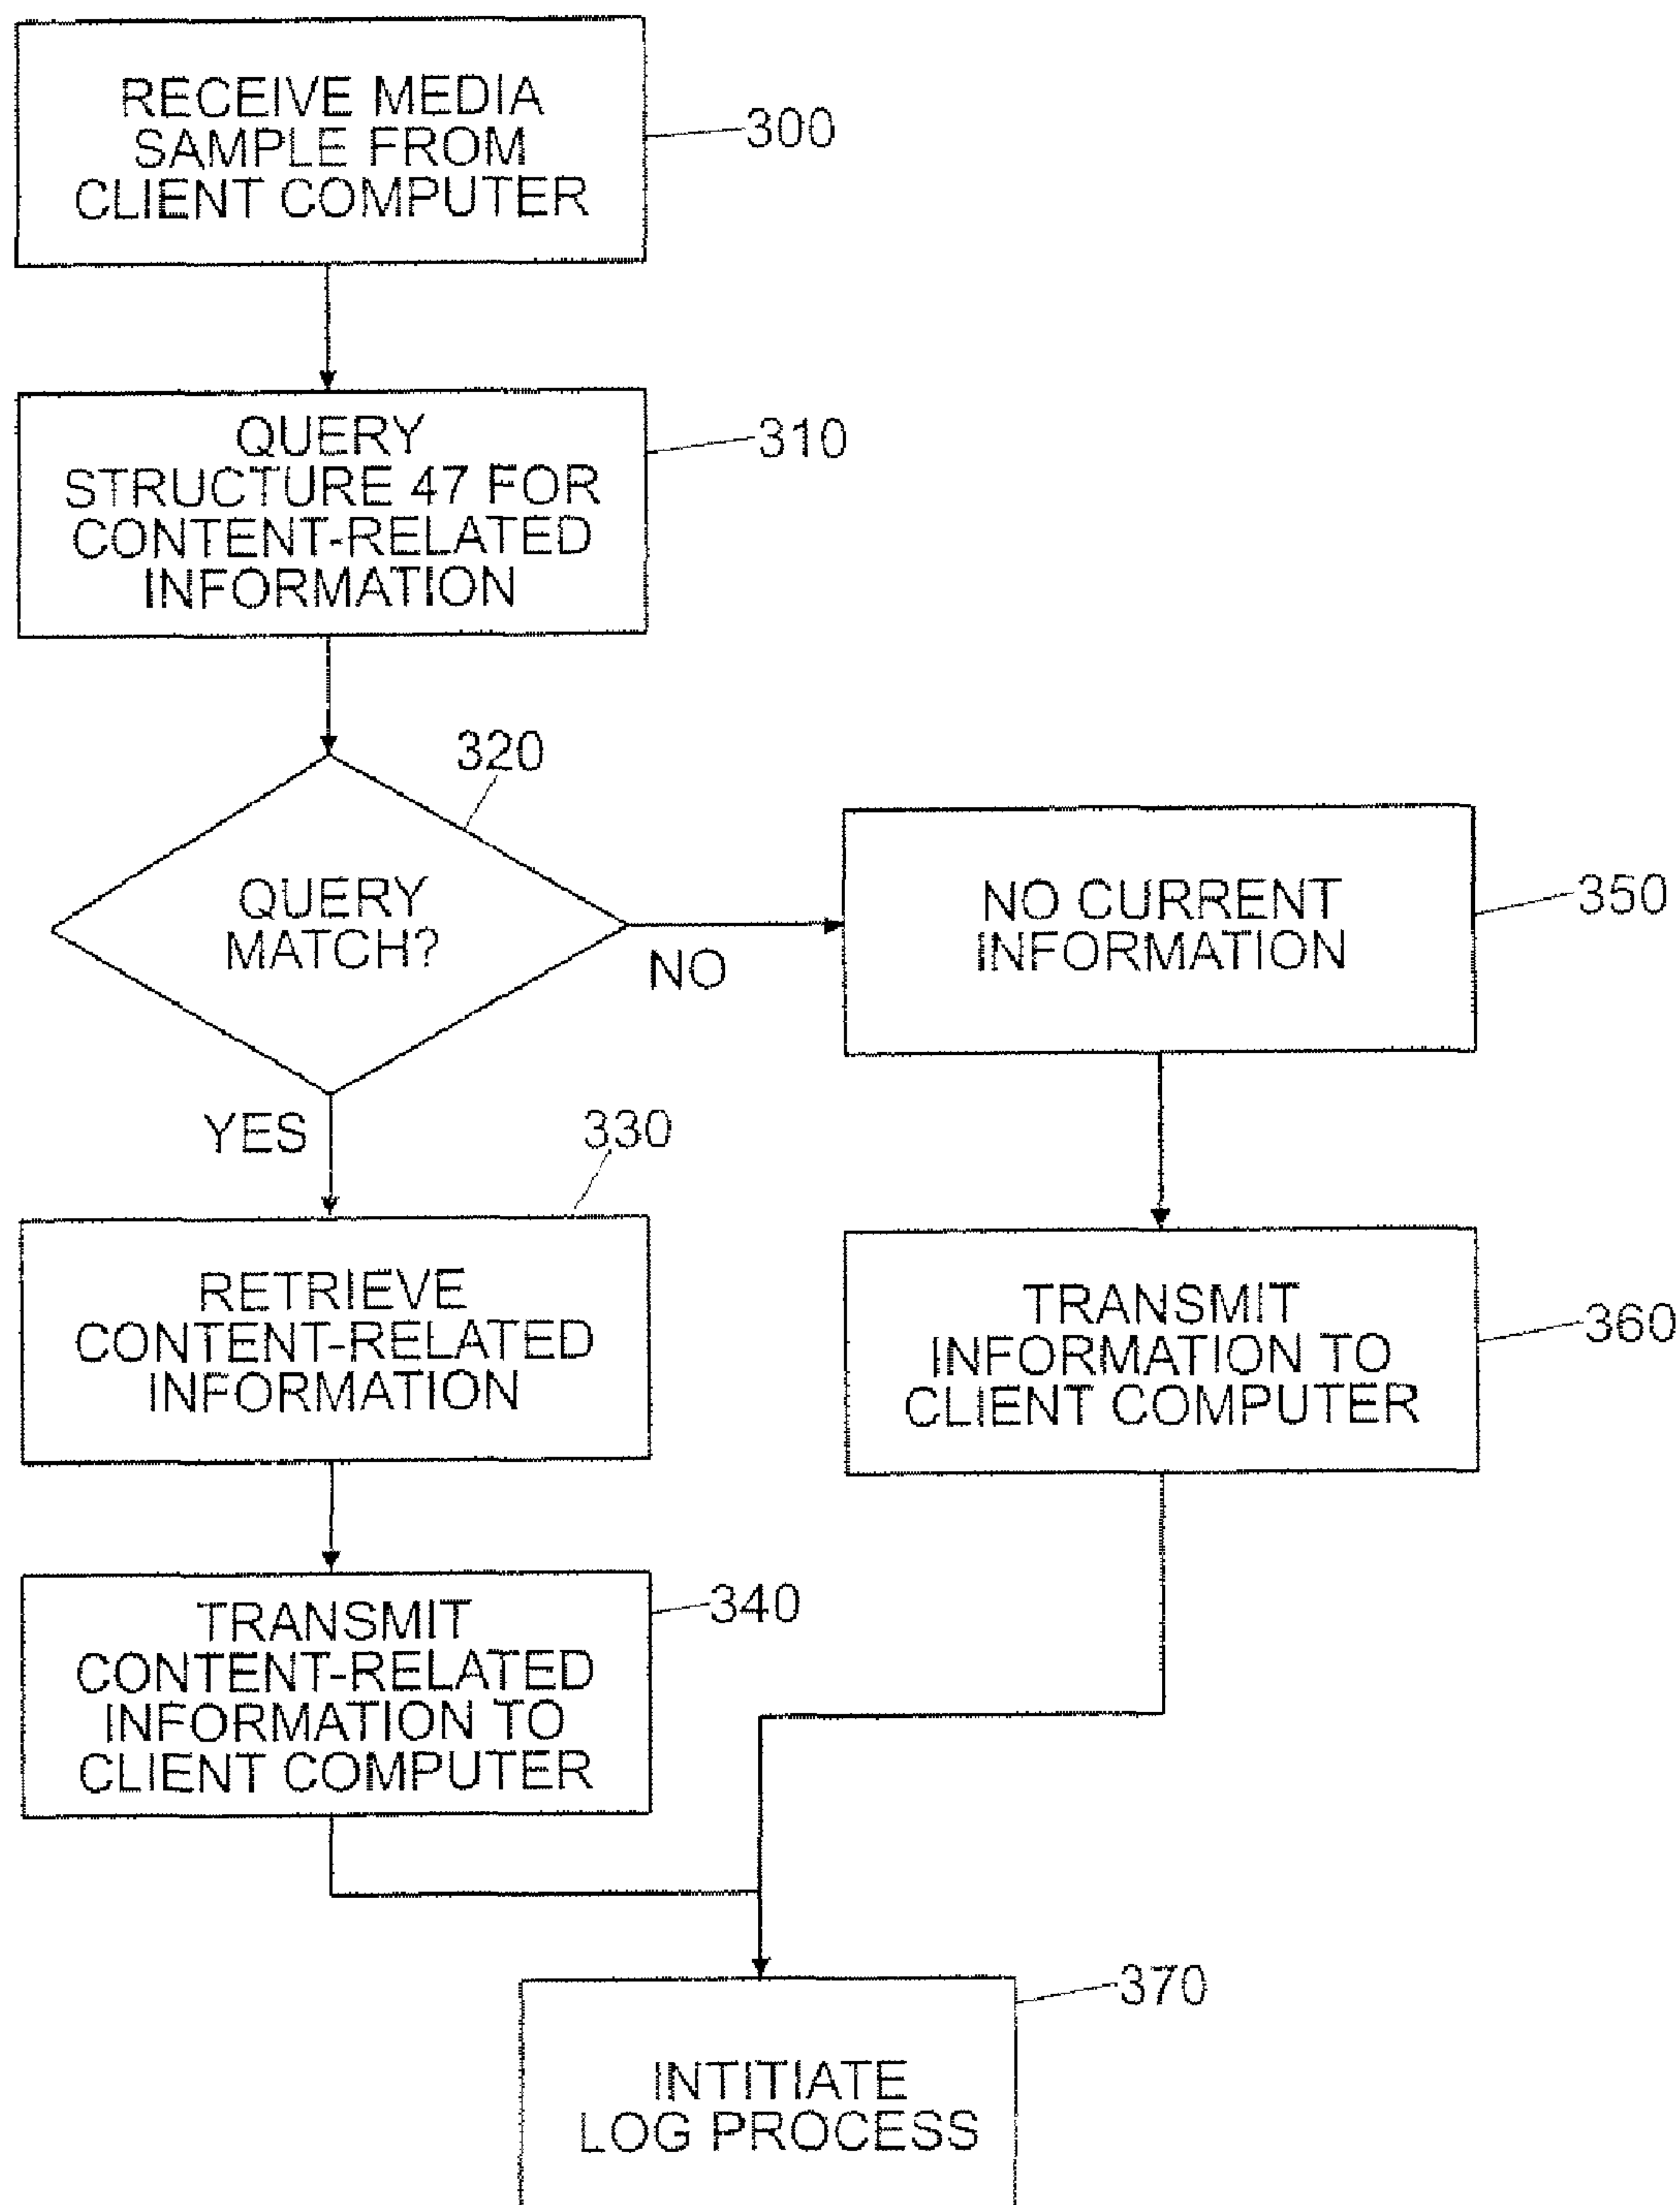 RECEIVE MEDIA
SAMPLE FROM
CLIENT COMPUTER
300
QUERY
STRUCTURE 47 FOR
CONTENT-RELATED
INFORMATION
310
320
QUERY
MATCH?
NO
YES
NO CURRENT
INFORMATION
350
330
RETRIEVE
CONTENT-RELATED
INFORMATION
TRANSMIT
INFORMATION TO
CLIENT COMPUTER
360
TRANSMIT
CONTENT-RELATED
INFORMATION TO
CLIENT COMPUTER
340
370
INTITIATE
LOG PROCESS